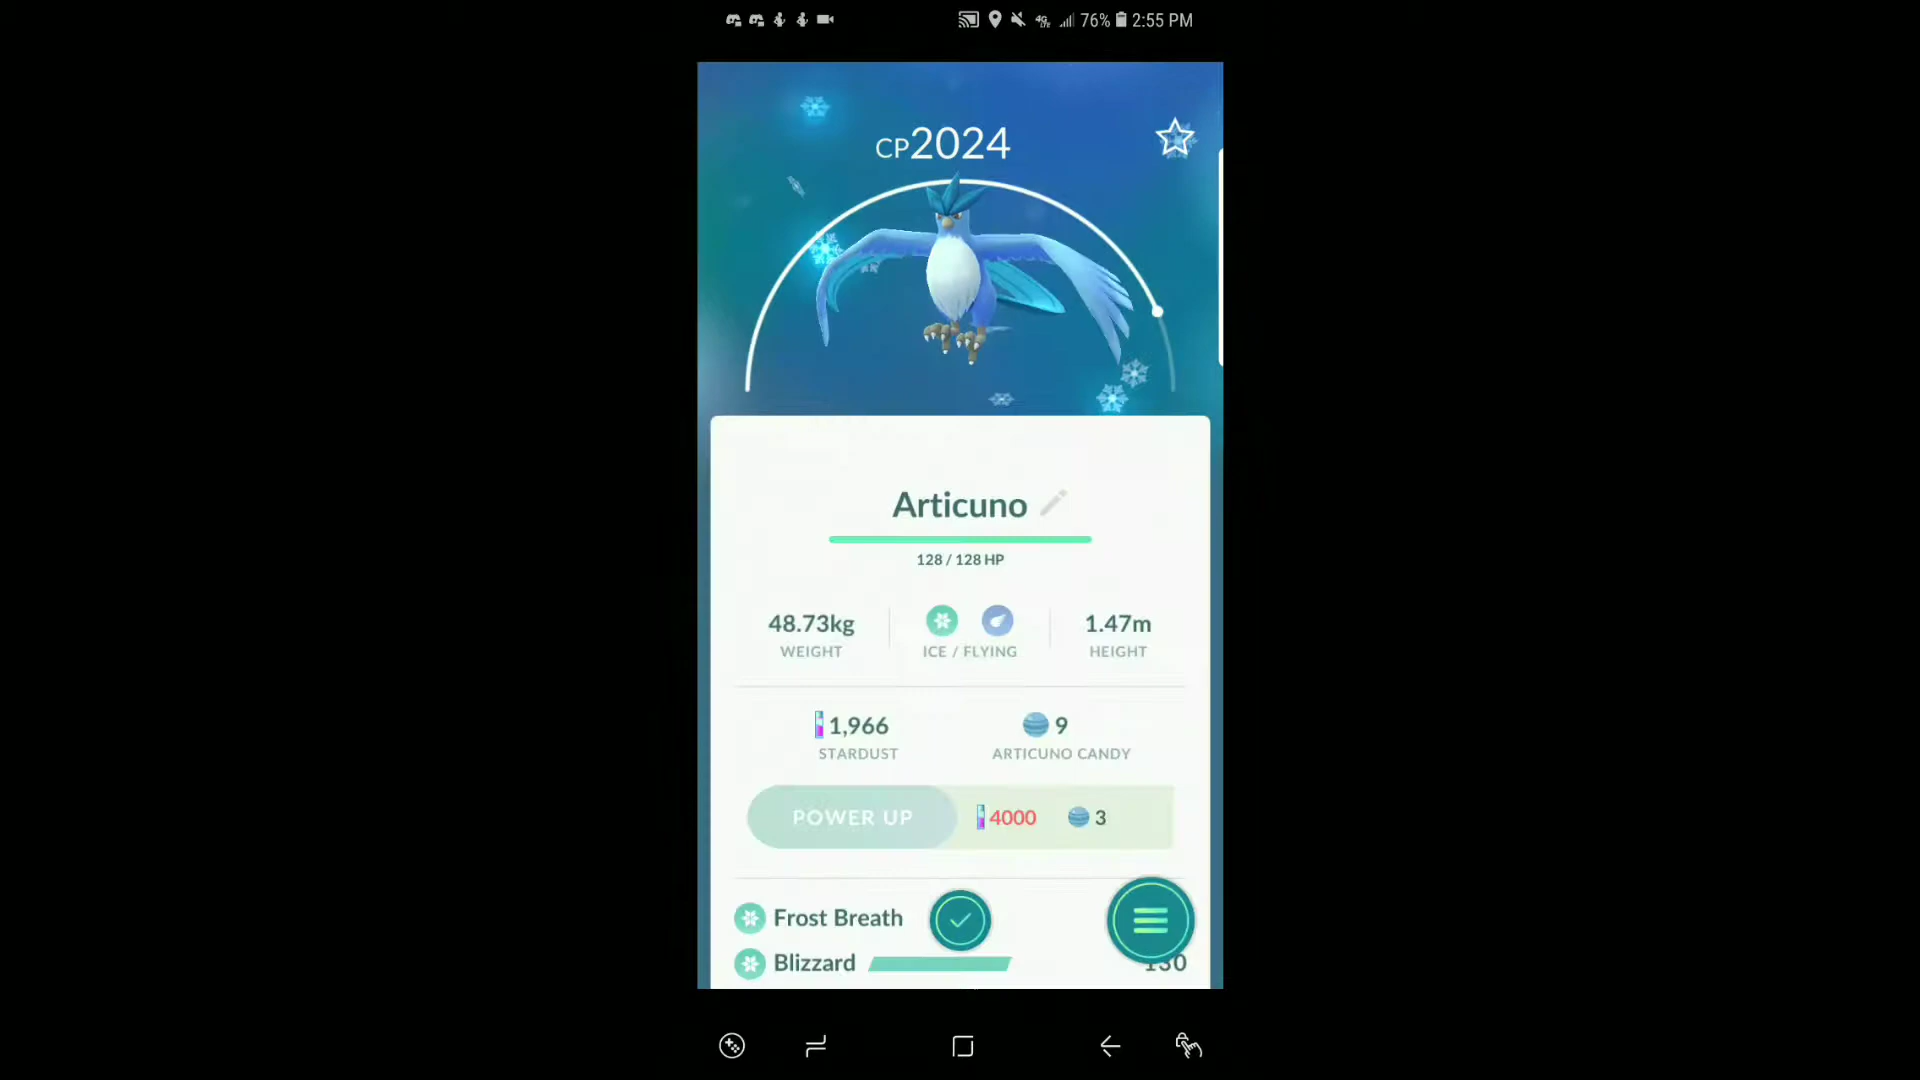 76% 2:55 PM
CP2024
Articuno
128 / 128 HP
48.73kg
WEIGHT
ICE / FLYING
1.47m
HEIGHT
1,966
STARDUST
9
ARTICUNO CANDY
POWER UP
4000
3
Frost Breath
Blizzard
130